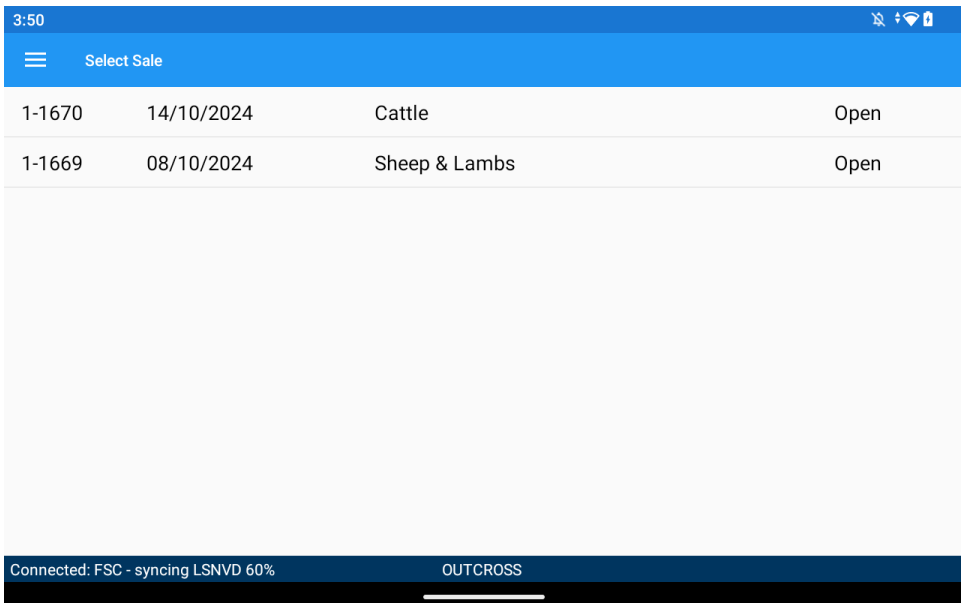 3:50
Select Sale
1-1670 14/10/2024 Cattle Open
1-1669 08/10/2024 Sheep & Lambs Open
Connected: FSC - syncing LSNVD 60% OUTCROSS